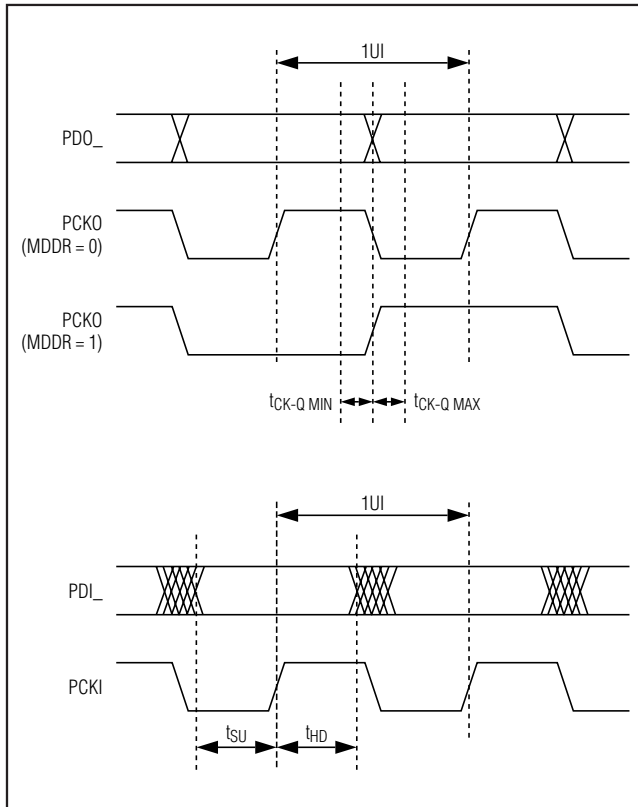 1UI
PDO_
PCKO
(MDDR = 0)
PCKO
(MDDR = 1)
tCK-Q MIN
tCK-Q MAX
1UI
PDI_
PCKI
tSU
tHD